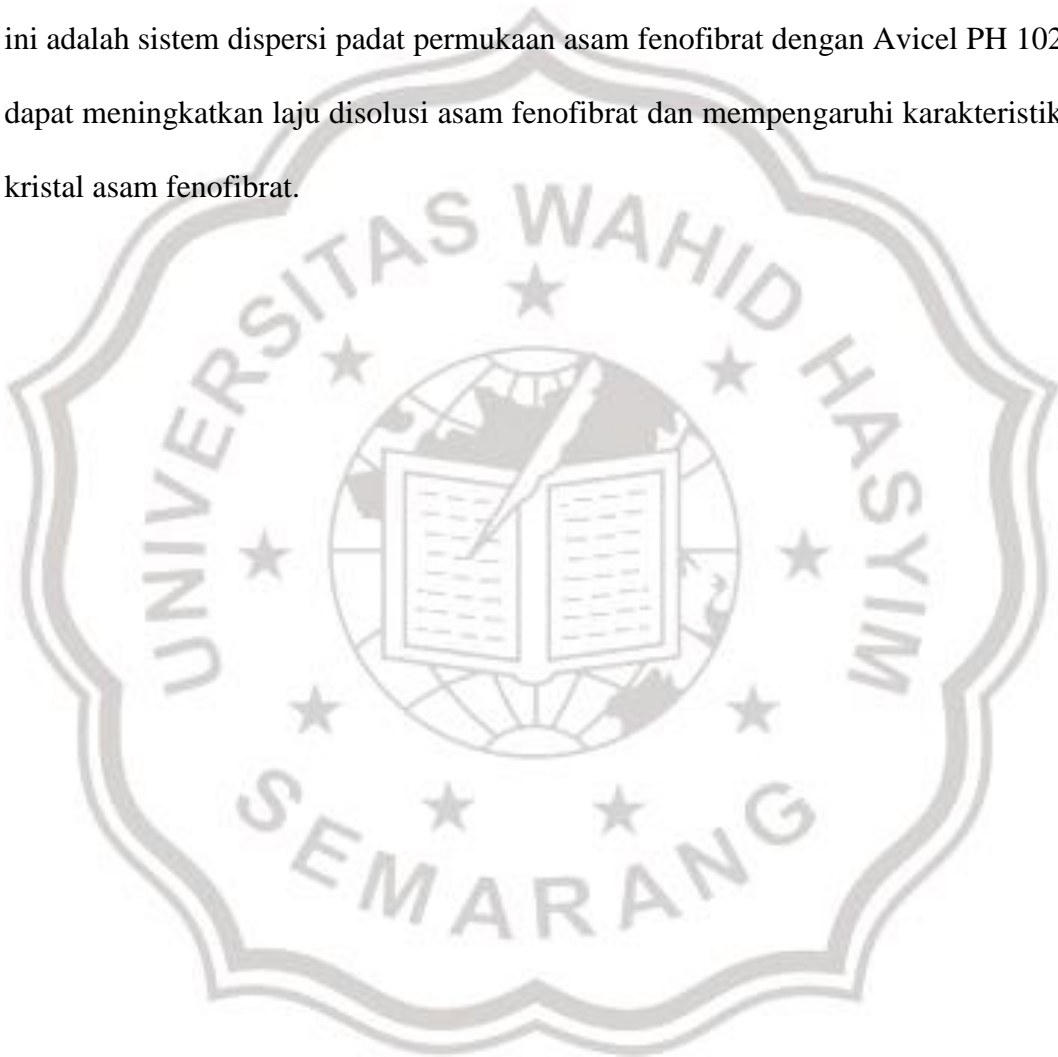 ini adalah sistem dispersi padat permukaan asam fenofibrat dengan Avicel PH 102
dapat meningkatkan laju disolusi asam fenofibrat dan mempengaruhi karakteristik
kristal asam fenofibrat.
UNIVERSITAS WAHID HASYIM
SEMARANG